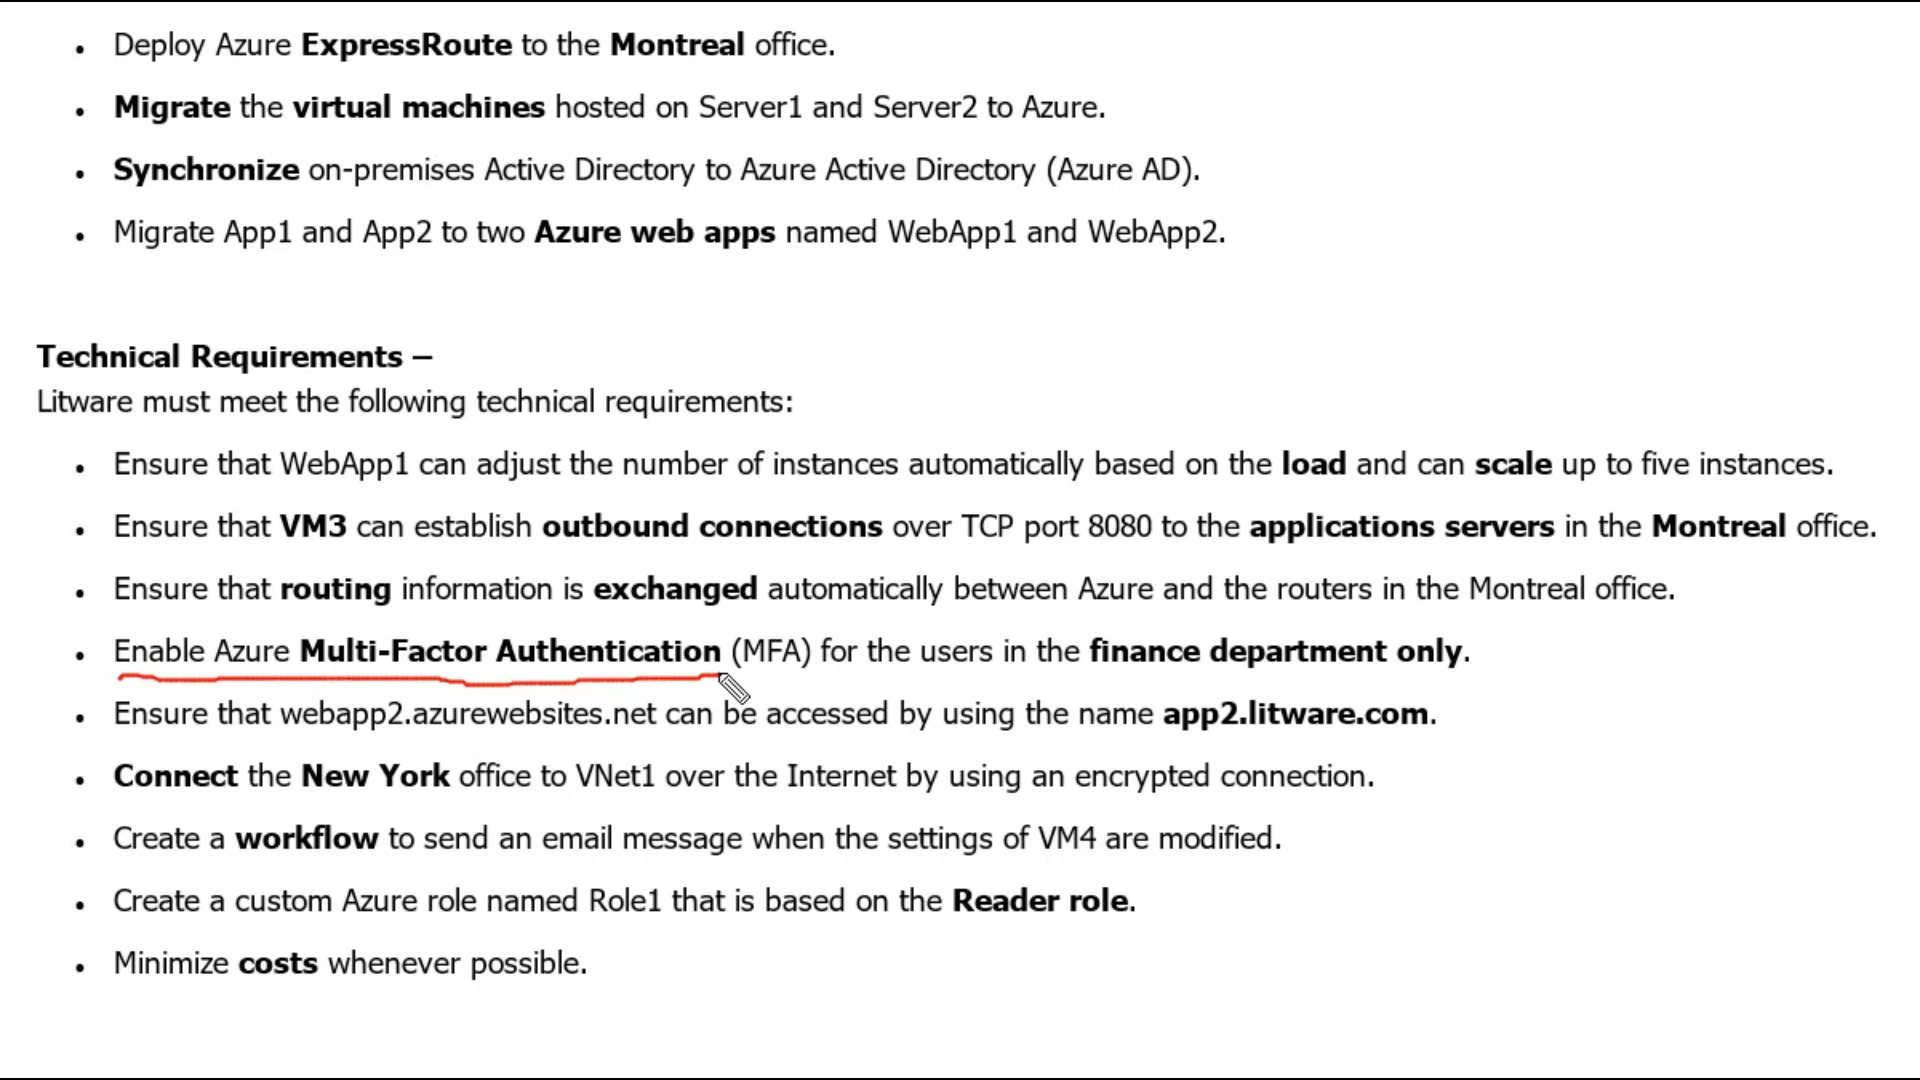 • Deploy Azure ExpressRoute to the Montreal office.
• Migrate the virtual machines hosted on Server1 and Server2 to Azure.
• Synchronize on-premises Active Directory to Azure Active Directory (Azure AD).
• Migrate App1 and App2 to two Azure web apps named WebApp1 and WebApp2.
Technical Requirements –
Litware must meet the following technical requirements:
• Ensure that WebApp1 can adjust the number of instances automatically based on the load and can scale up to five instances.
• Ensure that VM3 can establish outbound connections over TCP port 8080 to the applications servers in the Montreal office.
• Ensure that routing information is exchanged automatically between Azure and the routers in the Montreal office.
• Enable Azure Multi-Factor Authentication (MFA) for the users in the finance department only.
• Ensure that webapp2.azurewebsites.net can be accessed by using the name app2.litware.com.
• Connect the New York office to VNet1 over the Internet by using an encrypted connection.
• Create a workflow to send an email message when the settings of VM4 are modified.
• Create a custom Azure role named Role1 that is based on the Reader role.
• Minimize costs whenever possible.